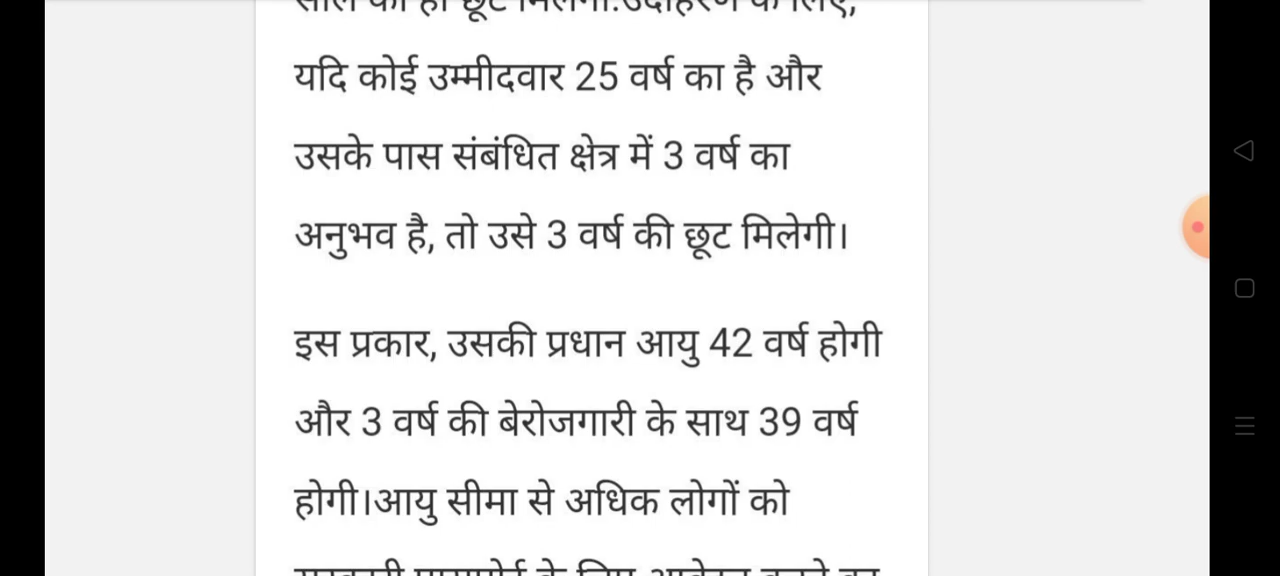 यदि कोई उम्मीदवार 25 वर्ष का है और
उसके पास संबंधित क्षेत्र में 3 वर्ष का
अनुभव है, तो उसे 3 वर्ष की छूट मिलेगी।
इस प्रकार, उसकी प्रधान आयु 42 वर्ष होगी
और 3 वर्ष की बेरोजगारी के साथ 39 वर्ष
होगी।आयु सीमा से अधिक लोगों को